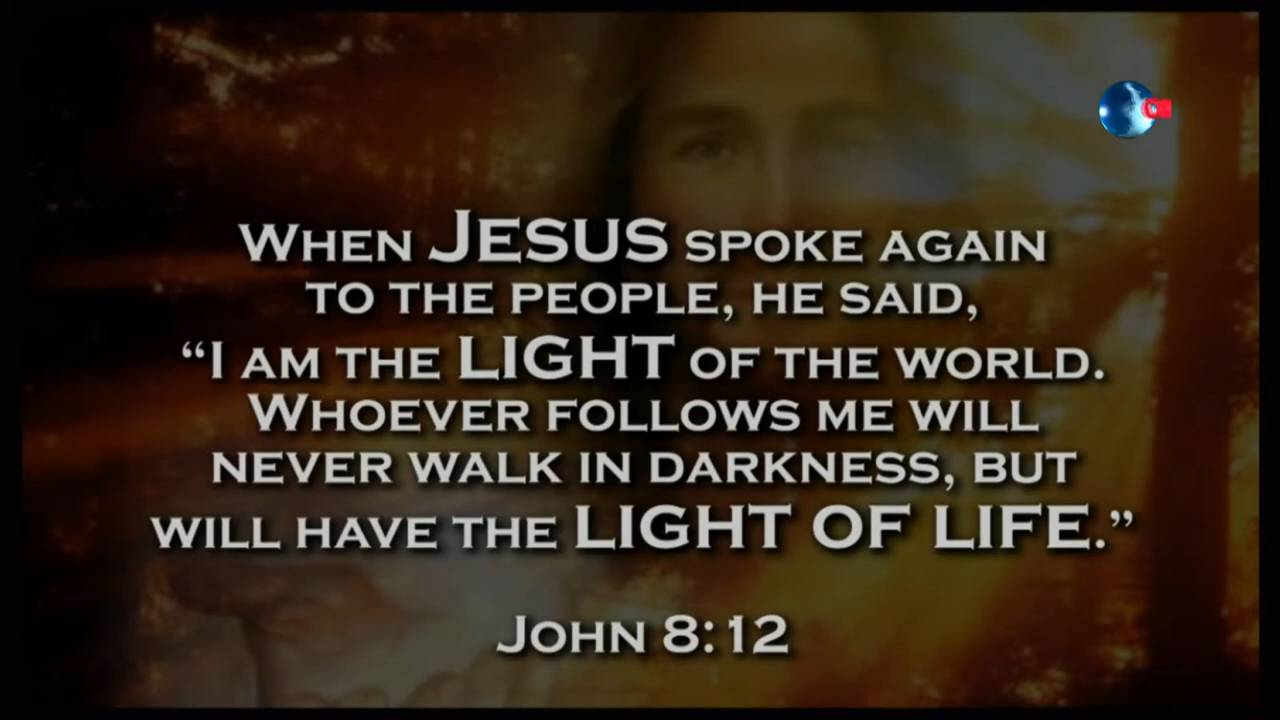 WHEN JESUS SPOKE AGAIN
TO THE PEOPLE, HE SAID,
“I AM THE LIGHT OF THE WORLD.
WHOEVER FOLLOWS ME WILL
NEVER WALK IN DARKNESS, BUT
WILL HAVE THE LIGHT OF LIFE.”
JOHN 8:12